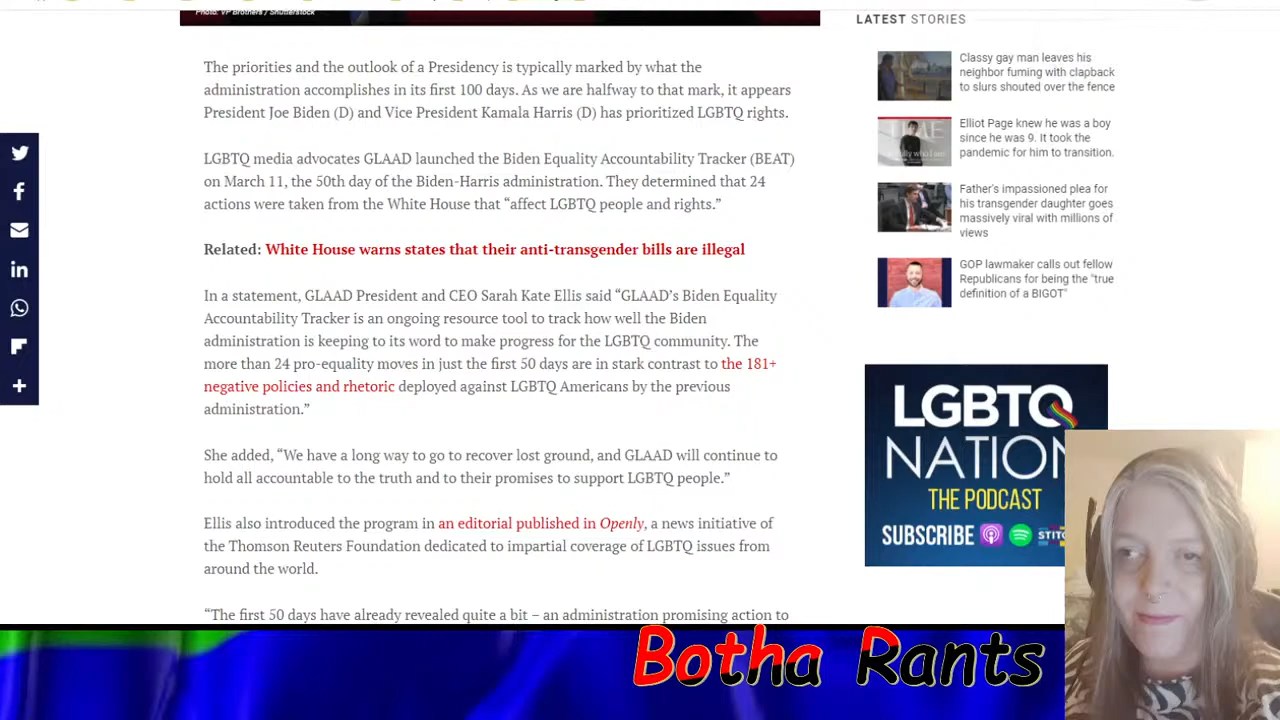 Photo: VP Brothers / Shutterstock
The priorities and the outlook of a Presidency is typically marked by what the
administration accomplishes in its first 100 days. As we are halfway to that mark, it appears
President Joe Biden (D) and Vice President Kamala Harris (D) has prioritized LGBTQ rights.
LGBTQ media advocates GLAAD launched the Biden Equality Accountability Tracker (BEAT)
on March 11, the 50th day of the Biden-Harris administration. They determined that 24
actions were taken from the White House that “affect LGBTQ people and rights.”
Related: White House warns states that their anti-transgender bills are illegal
In a statement, GLAAD President and CEO Sarah Kate Ellis said “GLAAD’s Biden Equality
Accountability Tracker is an ongoing resource tool to track how well the Biden
administration is keeping to its word to make progress for the LGBTQ community. The
more than 24 pro-equality moves in just the first 50 days are in stark contrast to the 181+
negative policies and rhetoric deployed against LGBTQ Americans by the previous
administration.”
She added, “We have a long way to go to recover lost ground, and GLAAD will continue to
hold all accountable to the truth and to their promises to support LGBTQ people.”
Ellis also introduced the program in an editorial published in Openly, a news initiative of
the Thomson Reuters Foundation dedicated to impartial coverage of LGBTQ issues from
around the world.
“The first 50 days have already revealed quite a bit – an administration promising action to
LATEST STORIES
Classy gay man leaves his
neighbor fuming with clapback
to slurs shouted over the fence
Elliot Page knew he was a boy
since he was 9. It took the
pandemic for him to transition.
Father's impassioned plea for
his transgender daughter goes
massively viral with millions of
views
GOP lawmaker calls out fellow
Republicans for being the "true
definition of a BIGOT"
LGBTQ
NATION
THE PODCAST
SUBSCRIBE STIT
Botha Rants